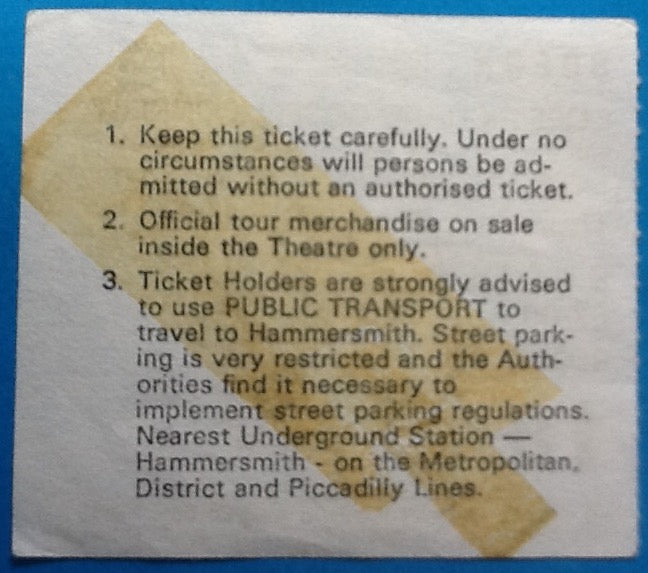 1. Keep this ticket carefully. Under no
circumstances will persons be ad-
mitted without an authorised ticket.
2. Official tour merchandise on sale
inside the Theatre only.
3. Ticket Holders are strongly advised
to use PUBLIC TRANSPORT to
travel to Hammersmith. Street park-
ing is very restricted and the Auth-
orities find it necessary to
implement street parking regulations.
Nearest Underground Station —
Hammersmith - on the Metropolitan,
District and Piccadilly Lines.